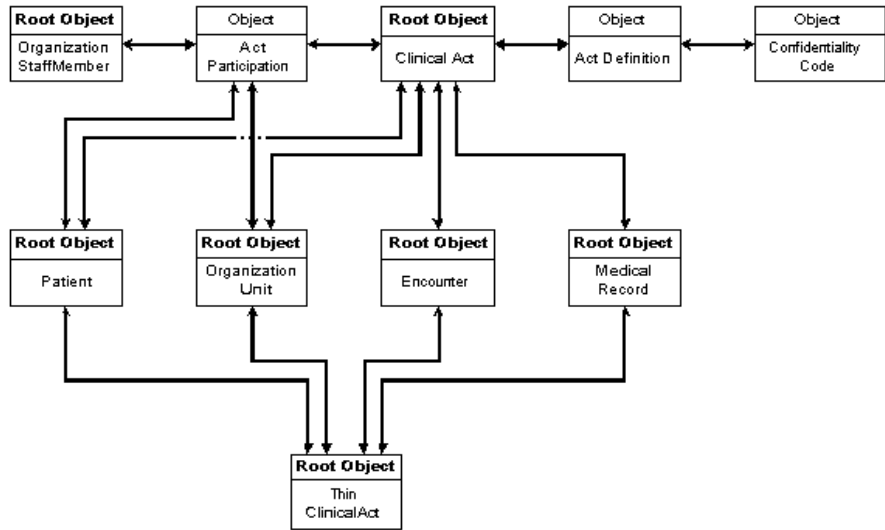 Root Object
Organization
StaffMember
Object
Act
Participation
Root Object
Clinical Act
Object
Act Definition
Object
Confidentiality
Code
Root Object
Patient
Root Object
Organization
Unit
Root Object
Encounter
Root Object
Medical
Record
Root Object
Thin
ClinicalAct